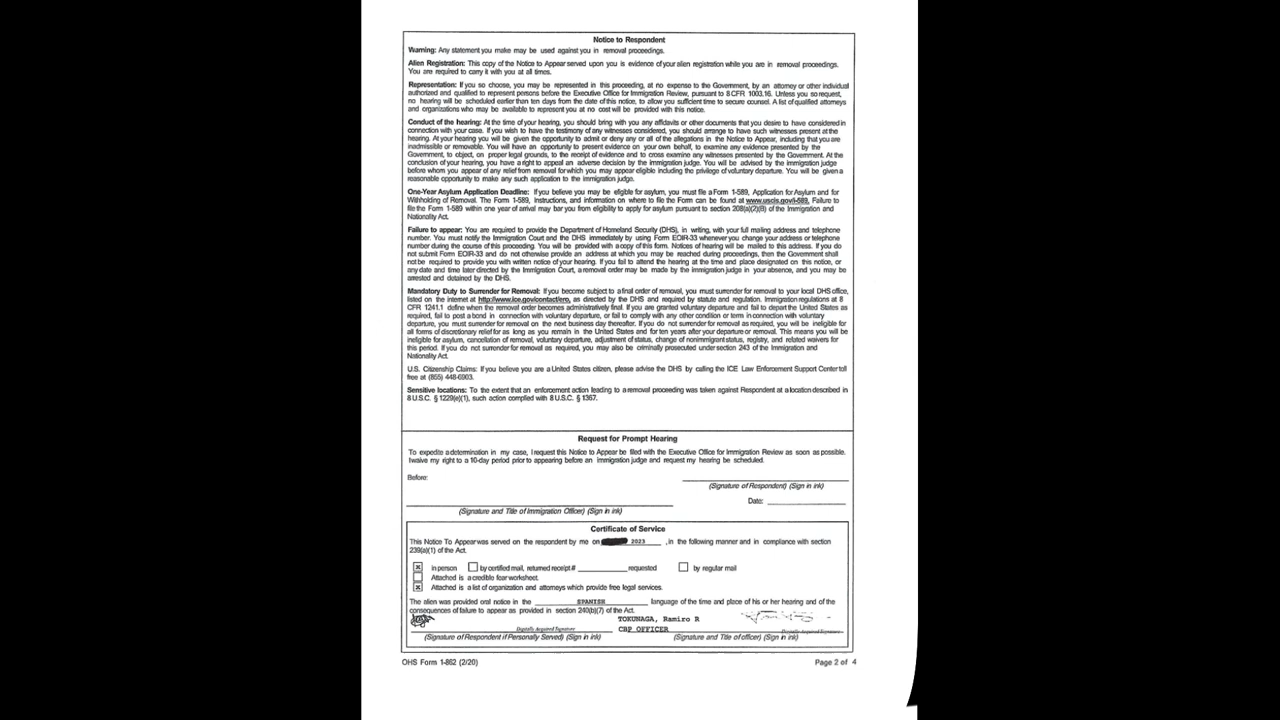 Notice to Respondent
Warning: Any statement you make may be used against you in removal proceedings.
Alien Registration: This copy of the Notice to Appear served upon you is evidence of your alien registration while you are in removal proceedings.
You are required to carry it with you at all times.
Representation: If you so choose, you may be represented in this proceeding, at no expense to the Government, by an attorney or other individual
authorized and qualified to represent persons before the Executive Office for Immigration Review, pursuant to 8 CFR 1003.16. Unless you so request,
no hearing will be scheduled earlier than ten days from the date of this notice, to allow you sufficient time to secure counsel. A list of qualified attorneys
and organizations who may be available to represent you at no cost will be provided with this notice.
Conduct of the hearing: At the time of your hearing, you should bring with you any affidavits or other documents that you desire to have considered in
connection with your case. If you wish to have the testimony of any witnesses considered, you should arrange to have such witnesses present at the
hearing. At your hearing you will be given the opportunity to admit or deny any or all of the allegations in the Notice to Appear, including that you are
inadmissible or removable. You will have an opportunity to present evidence on your own behalf, to examine any evidence presented by the
Government, to object, on proper legal grounds, to the receipt of evidence and to cross examine any witnesses presented by the Government. At the
conclusion of your hearing, you have a right to appeal an adverse decision by the immigration judge. You will be advised by the immigration judge
before whom you appear of any relief from removal for which you may appear eligible including the privilege of voluntary departure. You will be given a
reasonable opportunity to make any such application to the immigration judge.
One-Year Asylum Application Deadline: If you believe you may be eligible for asylum, you must file a Form 1-589, Application for Asylum and for
Withholding of Removal. The Form 1-589, Instructions, and information on where to file the Form can be found at www.uscis.gov/i-589. Failure to
file the Form 1-589 within one year of arrival may bar you from eligibility to apply for asylum pursuant to section 208(a)(2)(B) of the Immigration and
Nationality Act.
Failure to appear: You are required to provide the Department of Homeland Security (DHS), in writing, with your full mailing address and telephone
number. You must notify the Immigration Court and the DHS immediately by using Form EOIR-33 whenever you change your address or telephone
number during the course of this proceeding. You will be provided with a copy of this form. Notices of hearing will be mailed to this address. If you do
not submit Form EOIR-33 and do not otherwise provide an address at which you may be reached during proceedings, then the Government shall
not be required to provide you with written notice of your hearing. If you fail to attend the hearing at the time and place designated on this notice, or
any date and time later directed by the Immigration Court, a removal order may be made by the immigration judge in your absence, and you may be
arrested and detained by the DHS.
Mandatory Duty to Surrender for Removal: If you become subject to a final order of removal, you must surrender for removal to your local DHS office,
listed on the internet at http://www.ice.gov/contact/ero, as directed by the DHS and required by statute and regulation. Immigration regulations at 8
CFR 1241.1 define when the removal order becomes administratively final. If you are granted voluntary departure and fail to depart the United States as
required, fail to post a bond in connection with voluntary departure, or fail to comply with any other condition or term in connection with voluntary
departure, you must surrender for removal on the next business day thereafter. If you do not surrender for removal as required, you will be ineligible for
all forms of discretionary relief for as long as you remain in the United States and for ten years after your departure or removal. This means you will be
ineligible for asylum, cancellation of removal, voluntary departure, adjustment of status, change of nonimmigrant status, registry, and related waivers for
this period. If you do not surrender for removal as required, you may also be criminally prosecuted under section 243 of the Immigration and
Nationality Act.
U.S. Citizenship Claims: If you believe you are a United States citizen, please advise the DHS by calling the ICE Law Enforcement Support Center toll
free at (855) 448-6903.
Sensitive locations: To the extent that an enforcement action leading to a removal proceeding was taken against Respondent at a location described in
8 U.S.C. § 1229(e)(1), such action complied with 8 U.S.C. § 1367.
Request for Prompt Hearing
To expedite a determination in my case, I request this Notice to Appear be filed with the Executive Office for Immigration Review as soon as possible.
I waive my right to a 10-day period prior to appearing before an immigration judge and request my hearing be scheduled.
Before:
(Signature of Respondent) (Sign in ink)
Date:
(Signature and Title of Immigration Officer) (Sign in ink)
Certificate of Service
This Notice To Appear was served on the respondent by me on 2023 , in the following manner and in compliance with section
239(a)(1) of the Act.
x in person by certified mail, returned receipt # requested by regular mail
Attached is a credible fear worksheet.
x Attached is a list of organization and attorneys which provide free legal services.
The alien was provided oral notice in the SPANISH language of the time and place of his or her hearing and of the
consequences of failure to appear as provided in section 240(b)(7) of the Act.
TOKUNAGA, Ramiro R
Digitally Acquired Signature CBP OFFICER Digitally Acquired Signature
(Signature of Respondent if Personally Served) (Sign in ink) (Signature and Title of officer) (Sign in ink)
OHS Form 1-862 (2/20) Page 2 of 4